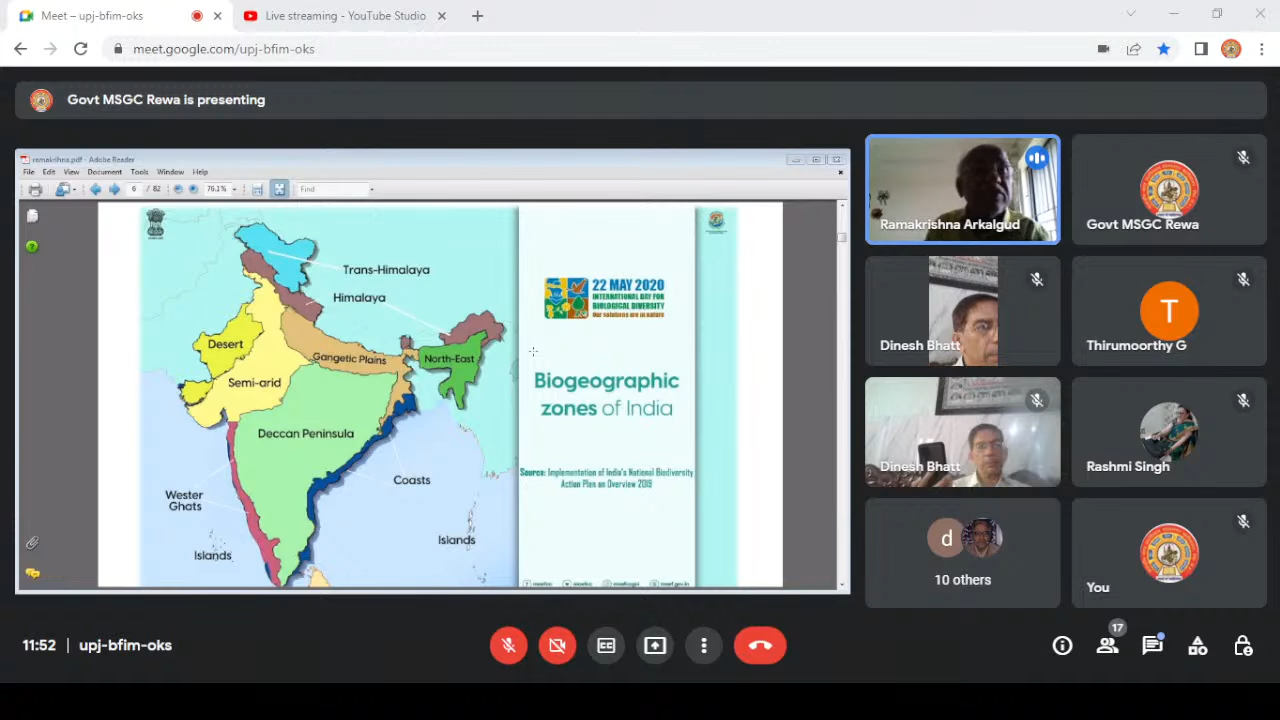 Meet – upj-bfim-oks
Live streaming - YouTube Studio
meet.google.com/upj-bfim-oks
Govt MSGC Rewa is presenting
ramakrihna.pdf - Adobe Reader
File Edit View Document Tools Window Help
6 / 82 76.1% Find
Trans-Himalaya
Himalaya
Desert
Gangetic Plains
North-East
Semi-arid
Deccan Peninsula
Coasts
Wester
Ghats
Islands
Islands
22 MAY 2020
INTERNATIONAL DAY FOR
BIOLOGICAL DIVERSITY
Our solutions are in nature
Biogeographic
zones of India
Source: Implementation of India's National Biodiversity
Action Plan an Overview 2019
Ramakrishna Arkalgud
Govt MSGC Rewa
Dinesh Bhatt
T
Thirumoorthy G
Dinesh Bhatt
Rashmi Singh
d
10 others
You
11:52 | upj-bfim-oks
17